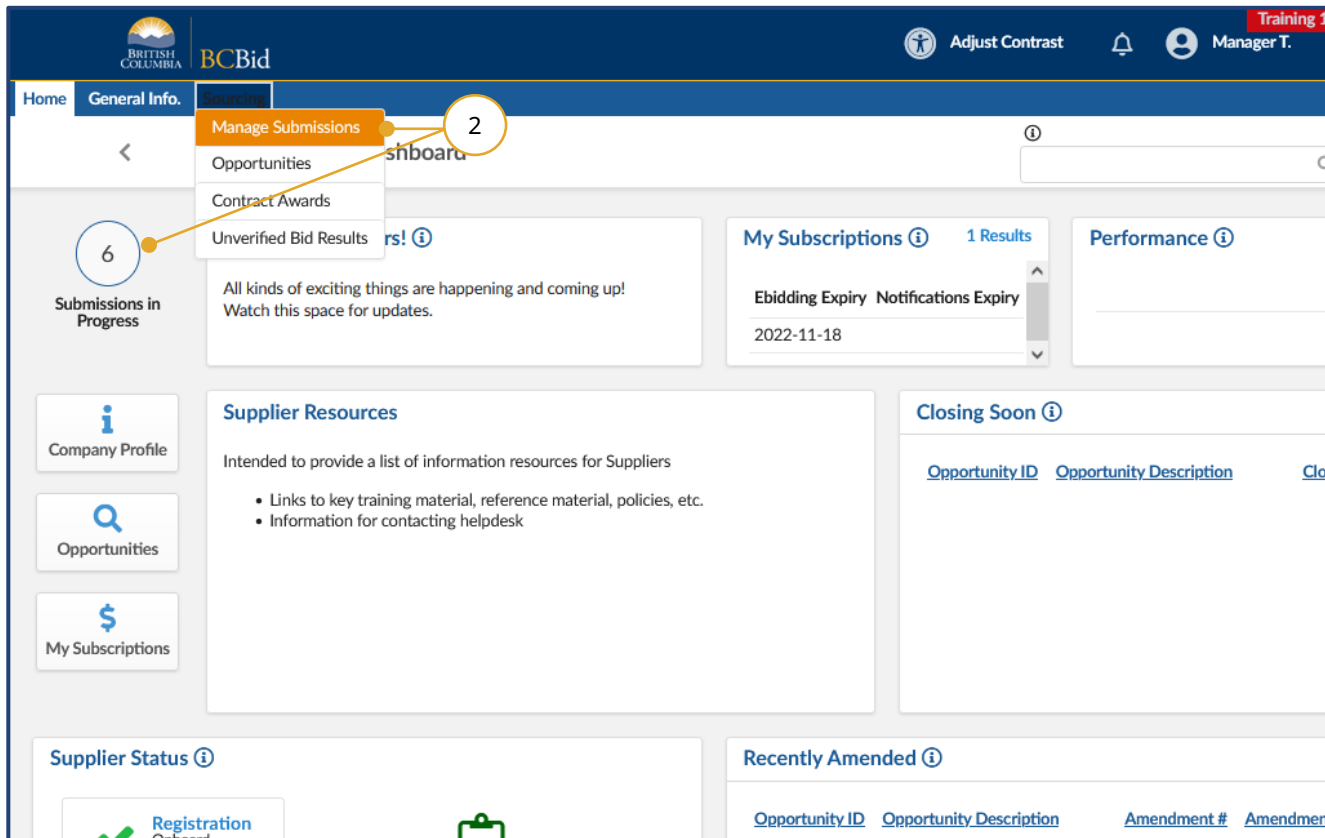 Training 1
BRITISH
COLUMBIA
BCBid
Adjust Contrast
Manager T.
Home General Info. Sourcing
Manage Submissions
2
shboard
Opportunities
Contract Awards
Unverified Bid Results
rs!
6
Submissions in
Progress
All kinds of exciting things are happening and coming up!
Watch this space for updates.
My Subscriptions 1 Results
Ebidding Expiry Notifications Expiry
2022-11-18
Performance
Company Profile
Opportunities
My Subscriptions
Supplier Resources
Intended to provide a list of information resources for Suppliers
• Links to key training material, reference material, policies, etc.
• Information for contacting helpdesk
Closing Soon
Opportunity ID Opportunity Description Clo
Supplier Status
Registration
Recently Amended
Opportunity ID Opportunity Description Amendment # Amendmen